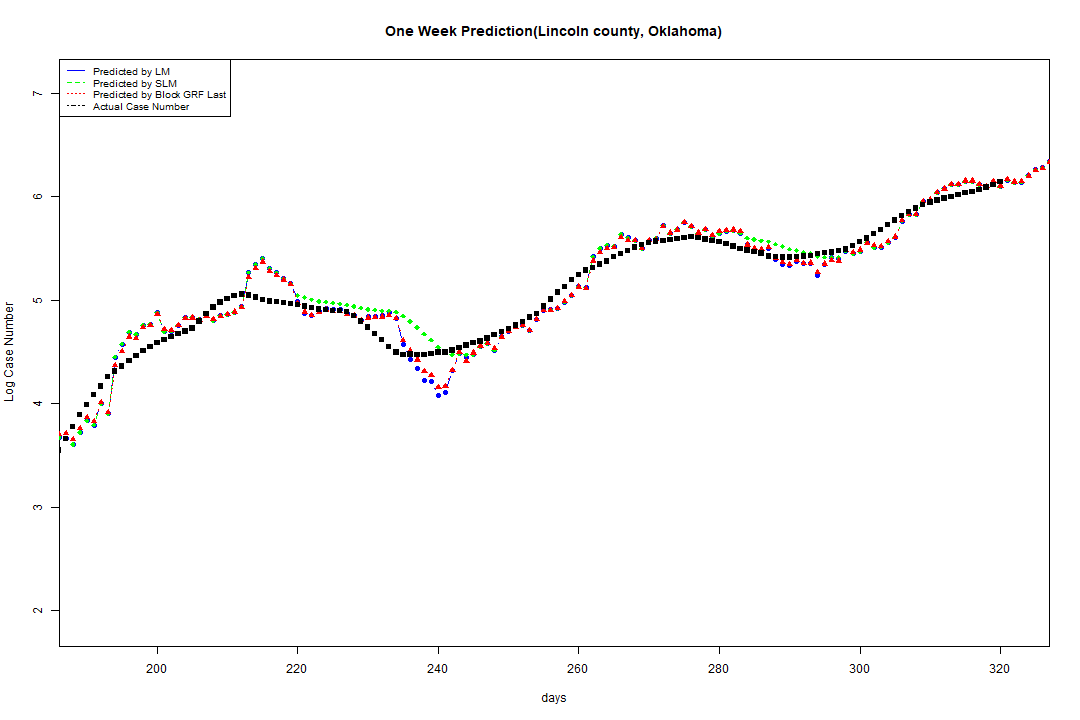 One Week Prediction(Lincoln county, Oklahoma)
Predicted by LM
Predicted by SLM
Predicted by Block GRF Last
Actual Case Number
7
6
5
4
3
2
Log Case Number
200 220 240 260 280 300 320
days